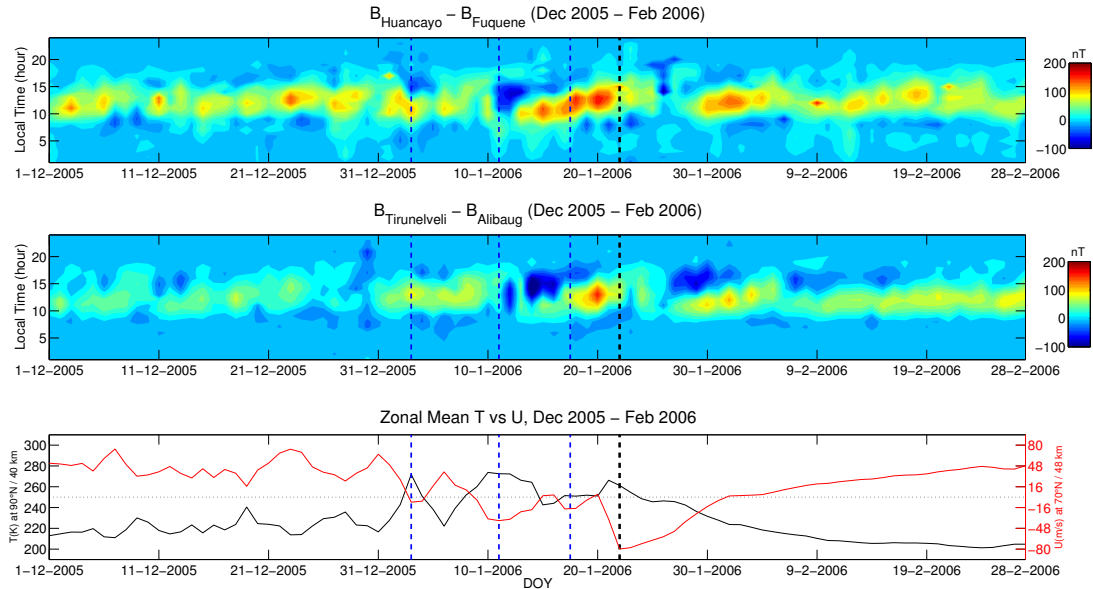 B_Huancayo − B_Fuquene (Dec 2005 − Feb 2006)
Local Time (hour)
20
15
10
5
1−12−2005 11−12−2005 21−12−2005 31−12−2005 10−1−2006 20−1−2006 30−1−2006 9−2−2006 19−2−2006 28−2−2006
nT
200
100
0
−100
B_Tirunelveli − B_Alibaug (Dec 2005 − Feb 2006)
Local Time (hour)
20
15
10
5
1−12−2005 11−12−2005 21−12−2005 31−12−2005 10−1−2006 20−1−2006 30−1−2006 9−2−2006 19−2−2006 28−2−2006
nT
200
100
0
−100
Zonal Mean T vs U, Dec 2005 − Feb 2006
T(K) at 90°N / 40 km
300
280
260
240
220
200
80
48
16
−16
−48
−80
U(m/s) at 70°N / 48 km
1−12−2005 11−12−2005 21−12−2005 31−12−2005 10−1−2006 20−1−2006 30−1−2006 9−2−2006 19−2−2006 28−2−2006
DOY